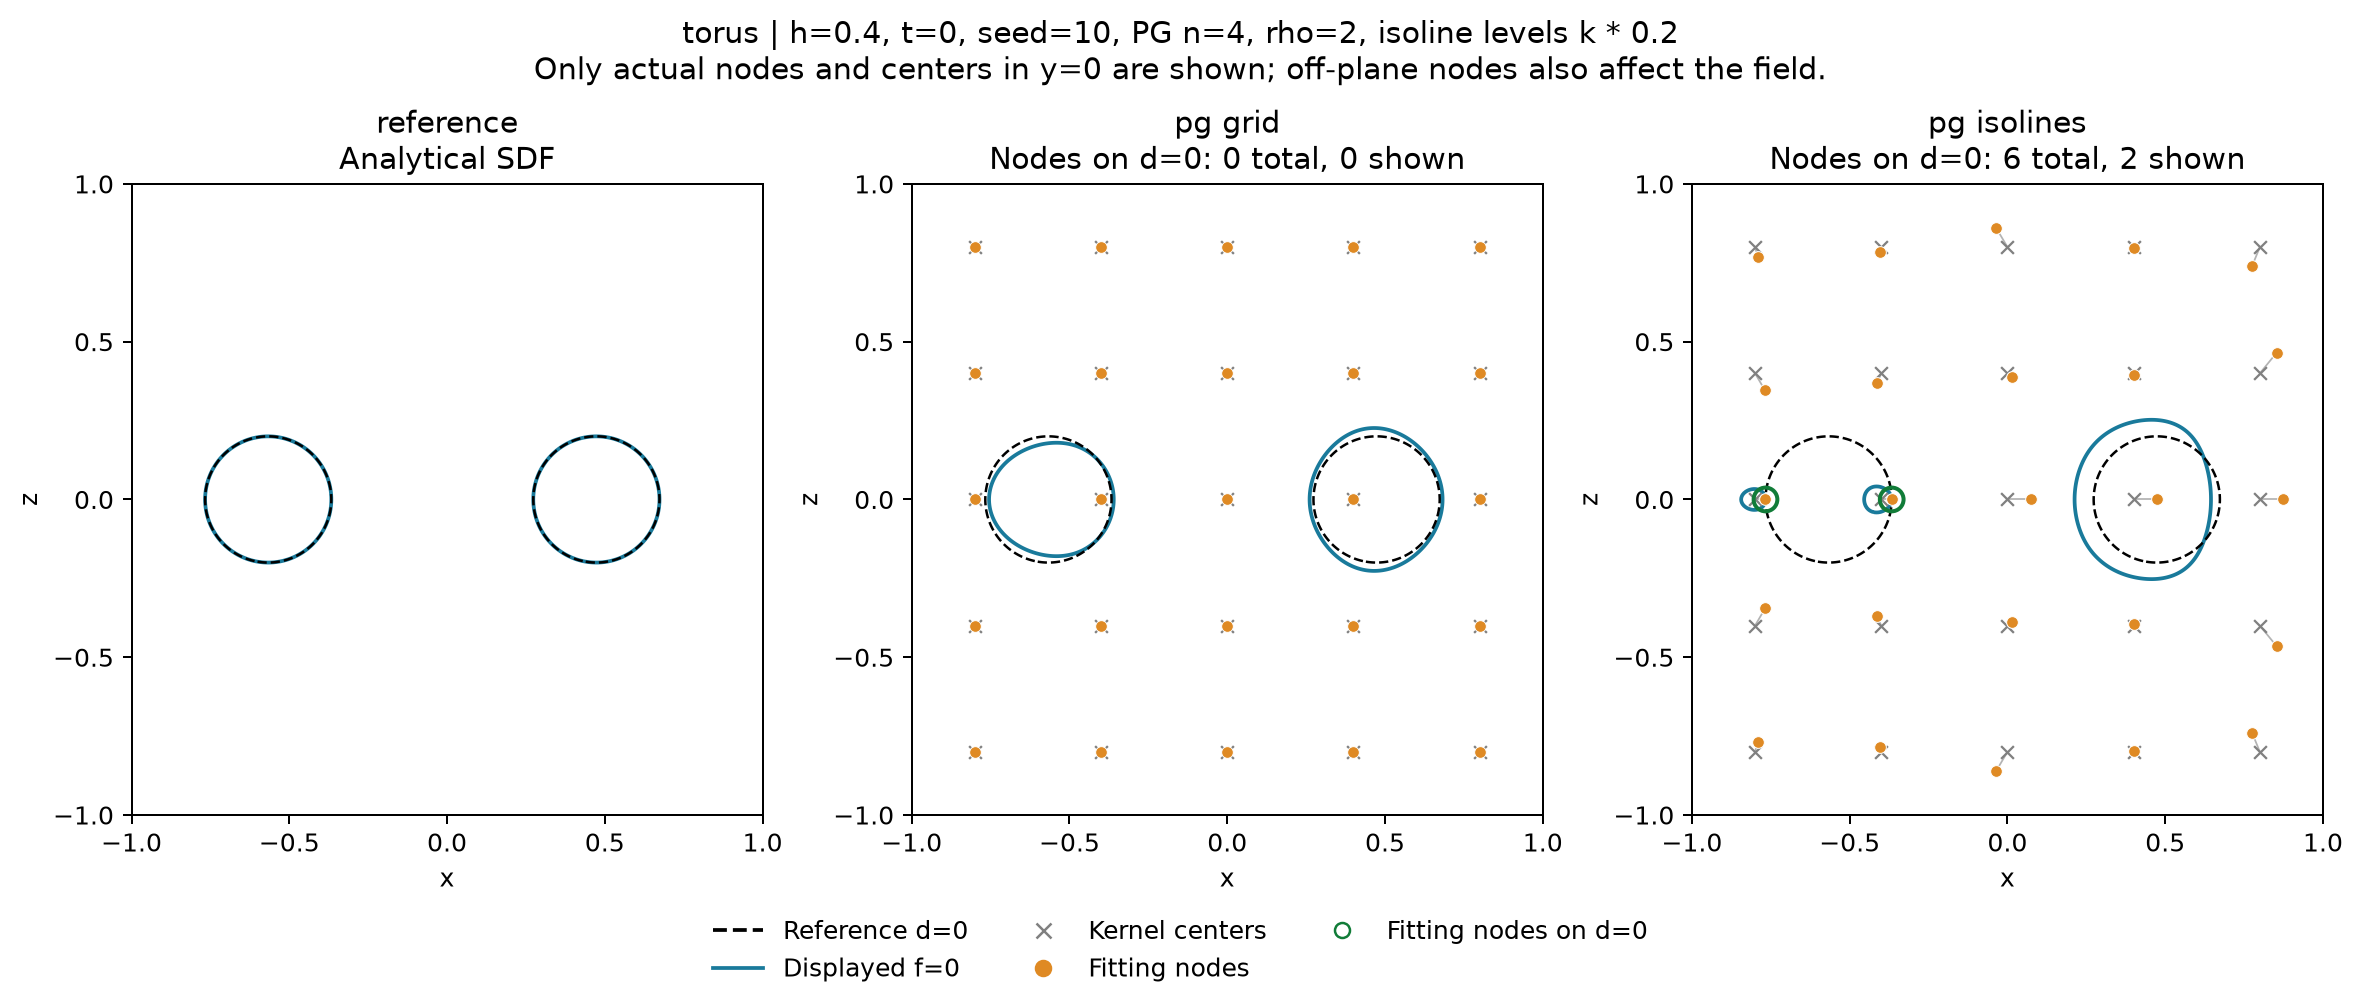 torus | h=0.4, t=0, seed=10, PG n=4, rho=2, isoline levels k * 0.2
Only actual nodes and centers in y=0 are shown; off-plane nodes also affect the field.
reference
Analytical SDF
1.0
0.5
0.0
−0.5
−1.0
z
−1.0
−0.5
0.0
0.5
1.0
x
pg grid
Nodes on d=0: 0 total, 0 shown
1.0
0.5
0.0
−0.5
−1.0
z
−1.0
−0.5
0.0
0.5
1.0
x
pg isolines
Nodes on d=0: 6 total, 2 shown
1.0
0.5
0.0
−0.5
−1.0
z
−1.0
−0.5
0.0
0.5
1.0
x
Reference d=0
Displayed f=0
Kernel centers
Fitting nodes
Fitting nodes on d=0